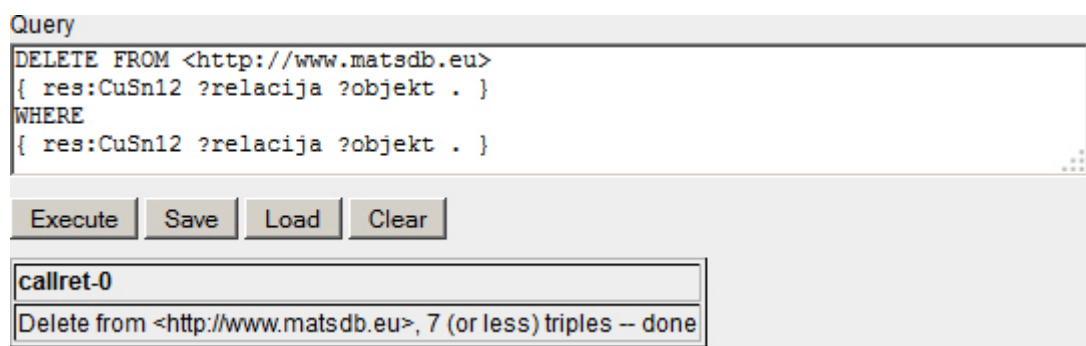 Query
DELETE FROM <http://www.matsdb.eu>
{ res:CuSn12 ?relacija ?objekt . }
WHERE
{ res:CuSn12 ?relacija ?objekt . }
Execute Save Load Clear
callret-0
Delete from <http://www.matsdb.eu>, 7 (or less) triples -- done